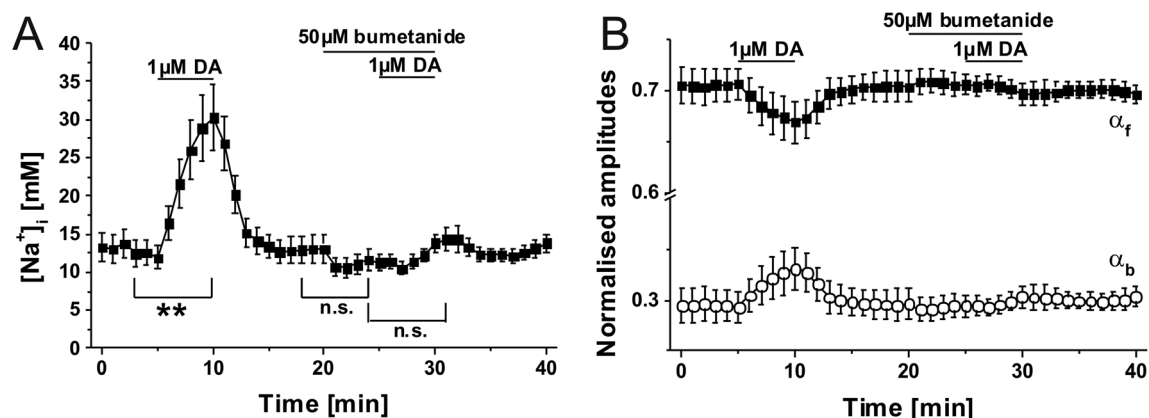 A
50µM bumetanide
1µM DA
1µM DA
40
35
30
25
20
15
10
5
0
[Na⁺]i [mM]
**
n.s.
n.s.
0 10 20 30 40
Time [min]
B
50µM bumetanide
1µM DA
1µM DA
0.7
0.6
0.3
Normalised amplitudes
αf
αb
0 10 20 30 40
Time [min]